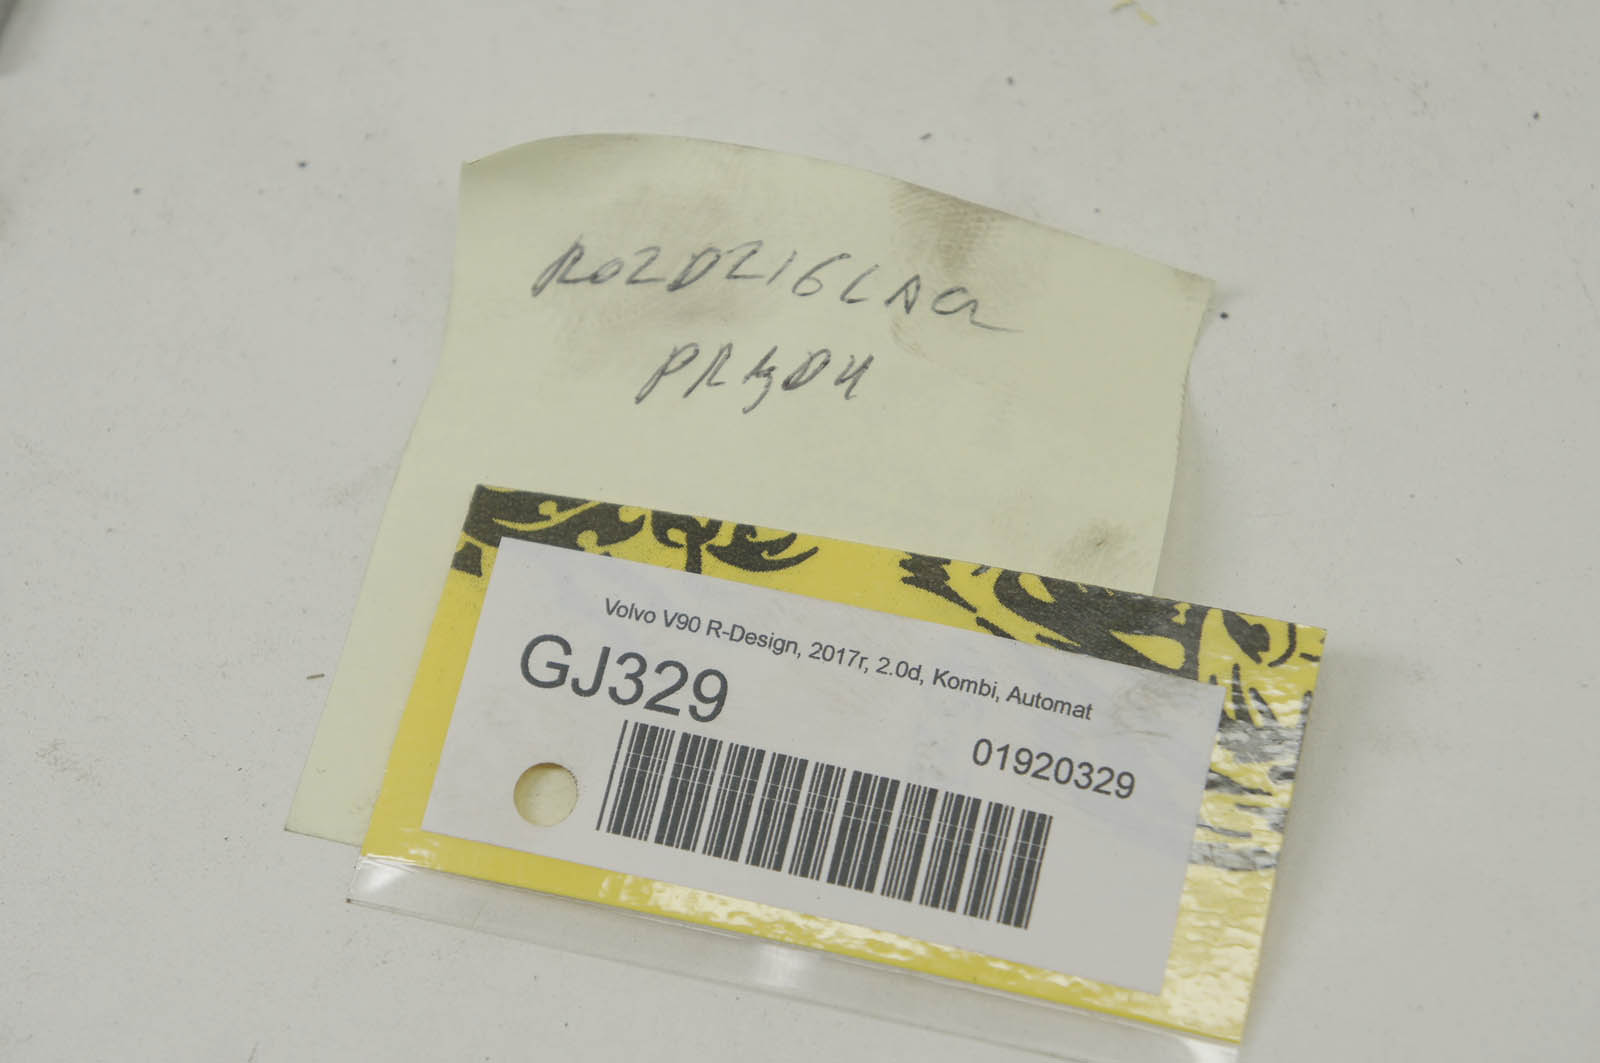 ROZDZIELACZ
PRĄDU
Volvo V90 R-Design, 2017r, 2.0d, Kombi, Automat
GJ329
01920329